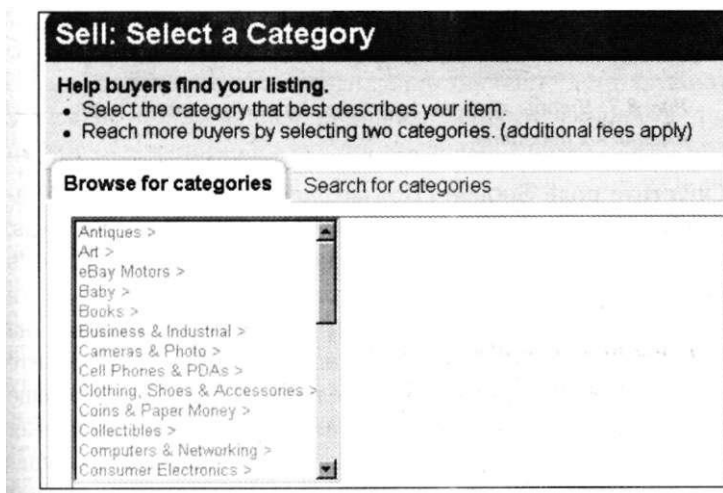 Sell: Select a Category
Help buyers find your listing.
• Select the category that best describes your item.
• Reach more buyers by selecting two categories. (additional fees apply)
Browse for categories Search for categories
Antiques >
Art >
eBay Motors >
Baby >
Books >
Business & Industrial >
Cameras & Photo >
Cell Phones & PDAs >
Clothing, Shoes & Accessories >
Coins & Paper Money >
Collectibles >
Computers & Networking >
Consumer Electronics >